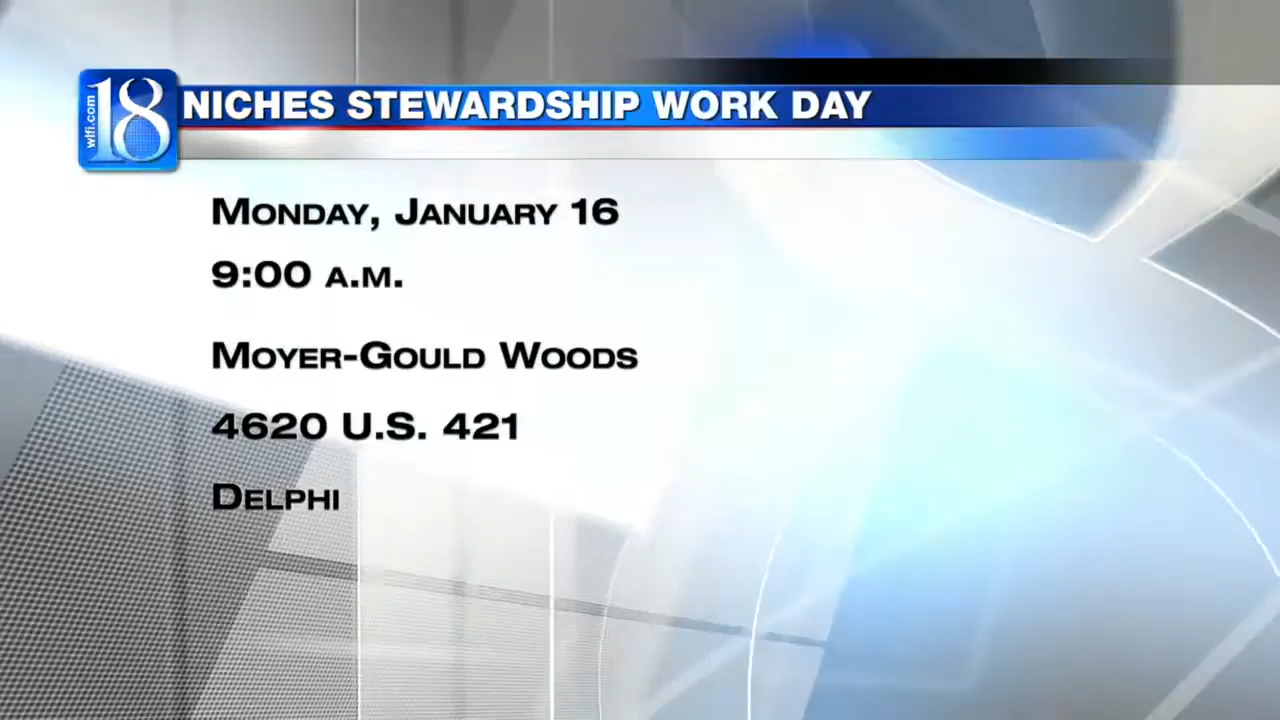 wlfi.com
18
NICHES STEWARDSHIP WORK DAY
MONDAY, JANUARY 16
9:00 A.M.
MOYER-GOULD WOODS
4620 U.S. 421
DELPHI